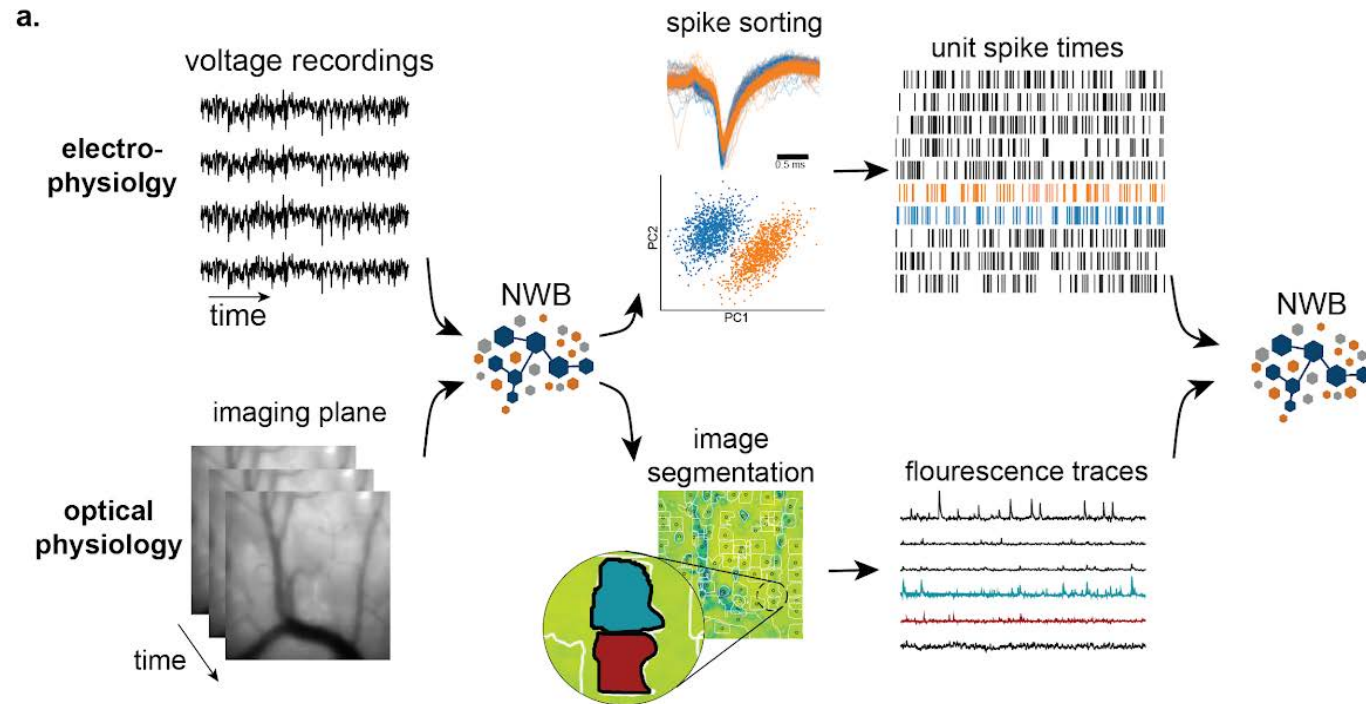 a.
voltage recordings
electro-
physiolgy
time
spike sorting
0.5 ms
PC2
PC1
unit spike times
NWB
NWB
imaging plane
optical
physiology
time
image
segmentation
flourescence traces